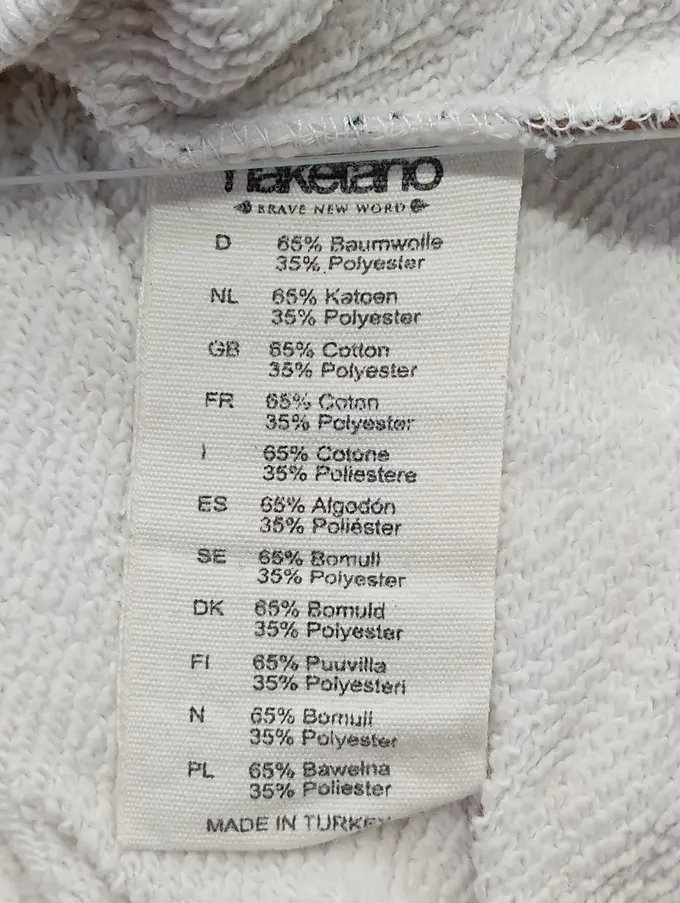 naketano
BRAVE NEW WORD
D 65% Baumwolle
35% Polyester
NL 65% Katoen
35% Polyester
GB 65% Cotton
35% Polyester
FR 65% Coton
35% Polyester
I 65% Cotone
35% Poliestere
ES 65% Algodón
35% Poliéster
SE 65% Bomull
35% Polyester
DK 65% Bomuld
35% Polyester
FI 65% Puuvilla
35% Polyesteri
N 65% Bomull
35% Polyester
PL 65% Bawełna
35% Poliester
MADE IN TURKEY